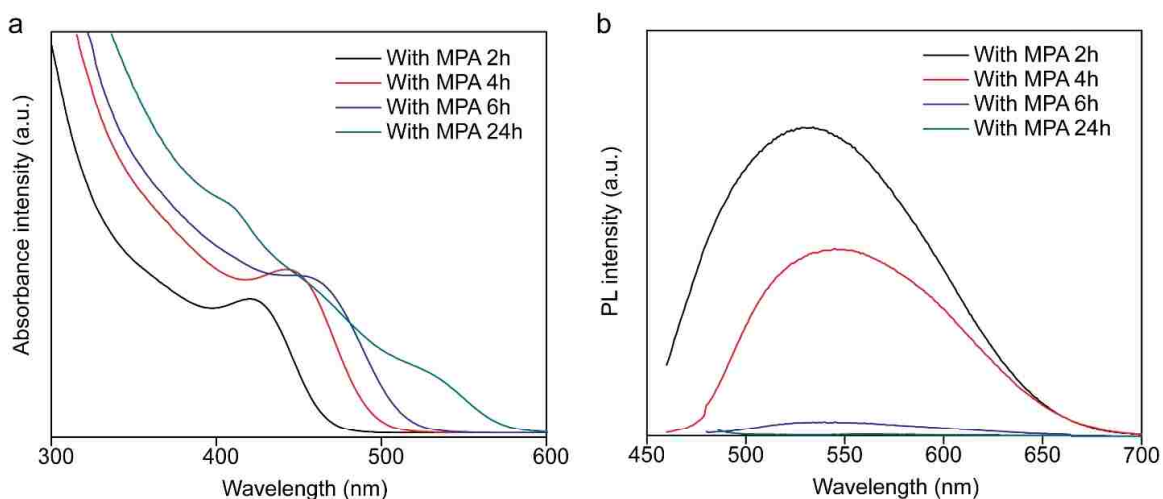 a
With MPA 2h
With MPA 4h
With MPA 6h
With MPA 24h
Absorbance intensity (a.u.)
300
400
500
600
Wavelength (nm)
b
With MPA 2h
With MPA 4h
With MPA 6h
With MPA 24h
PL intensity (a.u.)
450
500
550
600
650
700
Wavelength (nm)